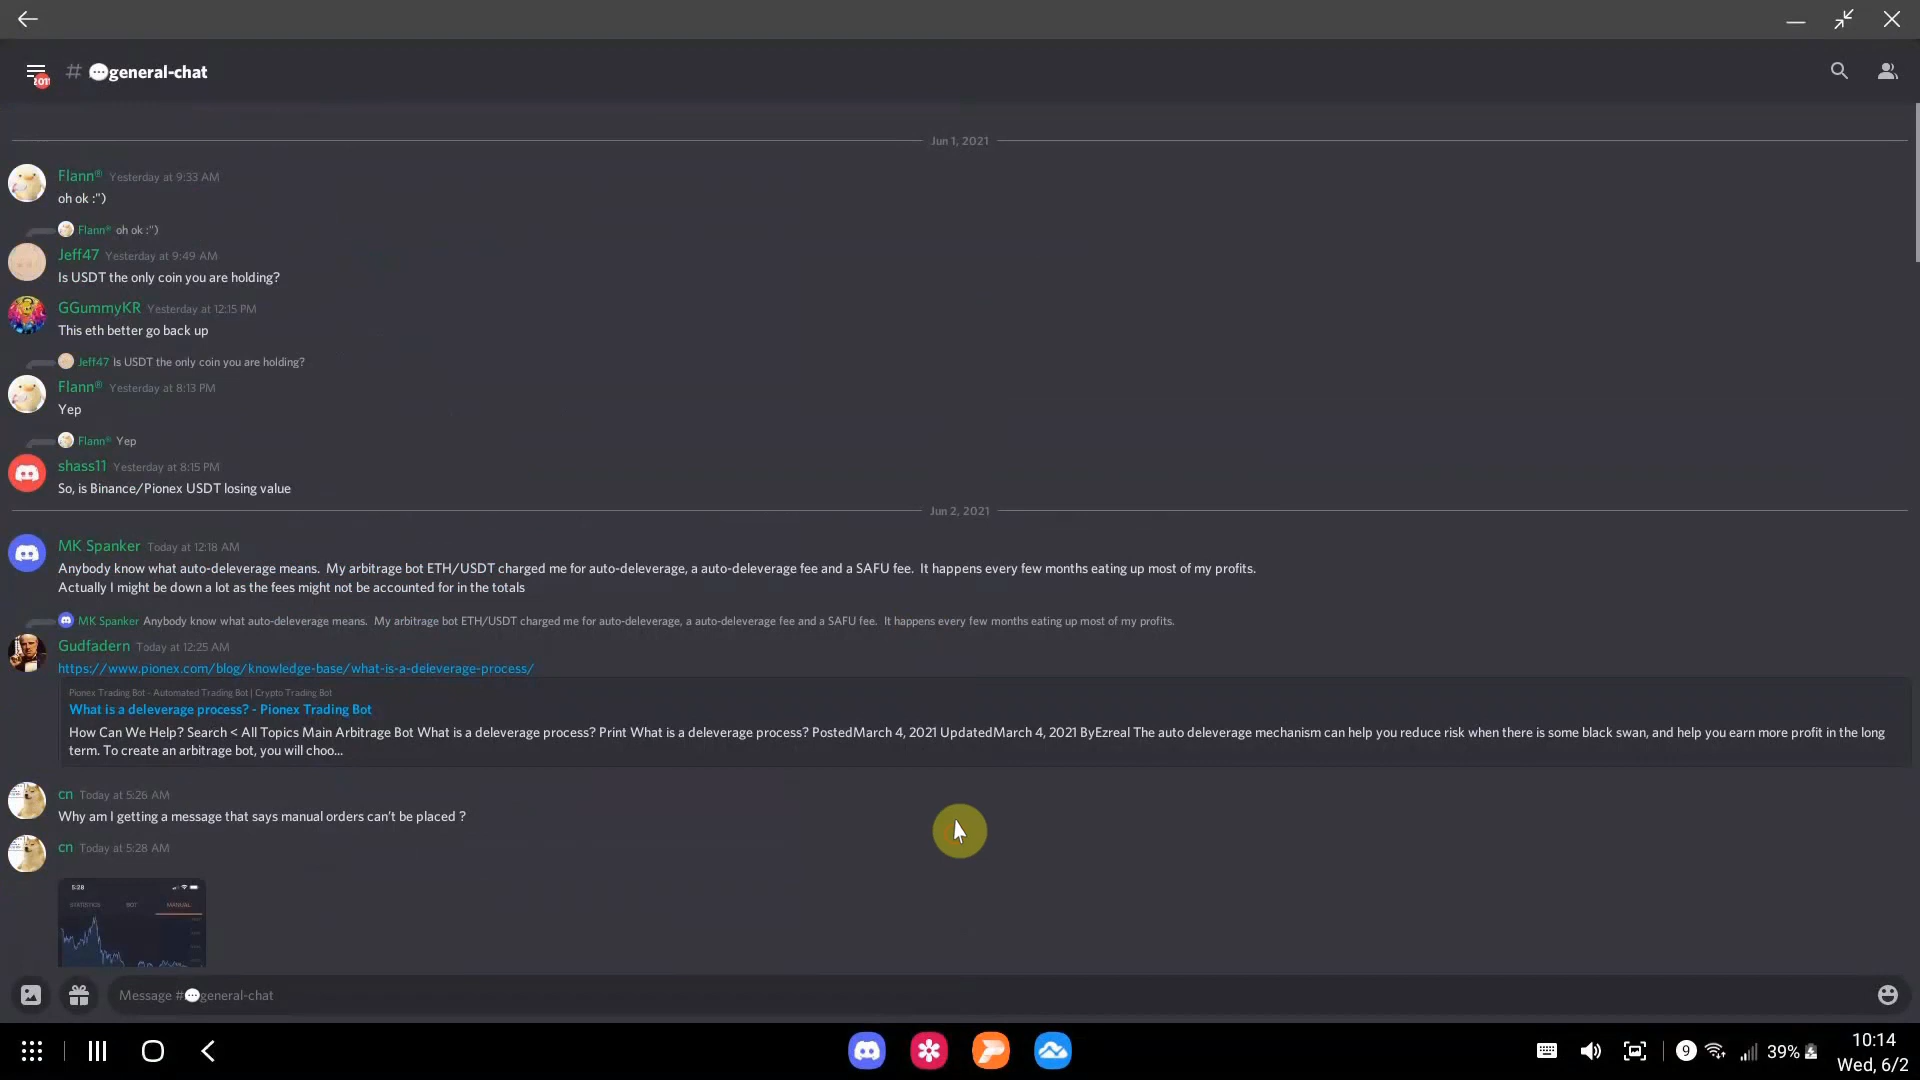 201
# 💬general-chat
Jun 1, 2021
Flann® Yesterday at 9:33 AM
oh ok :")
Flann® oh ok :")
Jeff47 Yesterday at 9:49 AM
Is USDT the only coin you are holding?
GGummyKR Yesterday at 12:15 PM
This eth better go back up
Jeff47 Is USDT the only coin you are holding?
Flann® Yesterday at 8:13 PM
Yep
Flann® Yep
shass11 Yesterday at 8:15 PM
So, is Binance/Pionex USDT losing value
Jun 2, 2021
MK Spanker Today at 12:18 AM
Anybody know what auto-deleverage means.  My arbitrage bot ETH/USDT charged me for auto-deleverage, a auto-deleverage fee and a SAFU fee.  It happens every few months eating up most of my profits.
Actually I might be down a lot as the fees might not be accounted for in the totals
MK Spanker Anybody know what auto-deleverage means.  My arbitrage bot ETH/USDT charged me for auto-deleverage, a auto-deleverage fee and a SAFU fee.  It happens every few months eating up most of my profits.
Gudfadern Today at 12:25 AM
https://www.pionex.com/blog/knowledge-base/what-is-a-deleverage-process/
Pionex Trading Bot - Automated Trading Bot | Crypto Trading Bot
What is a deleverage process? - Pionex Trading Bot
How Can We Help? Search < All Topics Main Arbitrage Bot What is a deleverage process? Print What is a deleverage process? PostedMarch 4, 2021 UpdatedMarch 4, 2021 ByEzreal The auto deleverage mechanism can help you reduce risk when there is some black swan, and help you earn more profit in the long
term. To create an arbitrage bot, you will choo...
cn Today at 5:26 AM
Why am I getting a message that says manual orders can't be placed ?
cn Today at 5:28 AM
5:28
STATISTICS BOT MANUAL
Message #💬general-chat
9 39% 10:14
Wed, 6/2